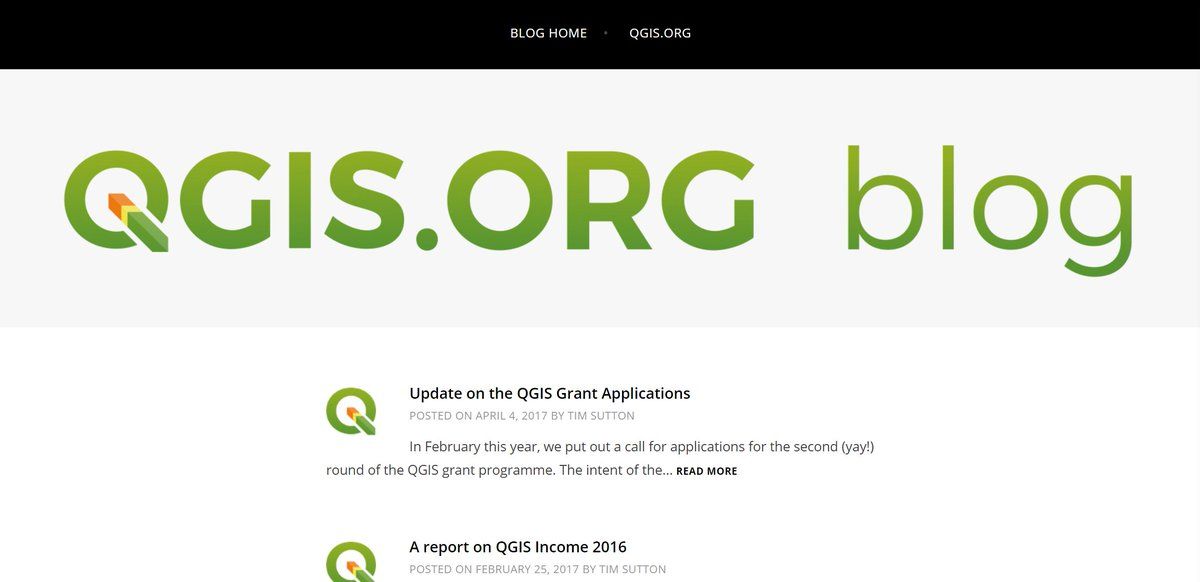 BLOG HOME • QGIS.ORG
QGIS.ORG blog
Update on the QGIS Grant Applications
POSTED ON APRIL 4, 2017 BY TIM SUTTON
In February this year, we put out a call for applications for the second (yay!)
round of the QGIS grant programme. The intent of the... READ MORE
A report on QGIS Income 2016
POSTED ON FEBRUARY 25, 2017 BY TIM SUTTON